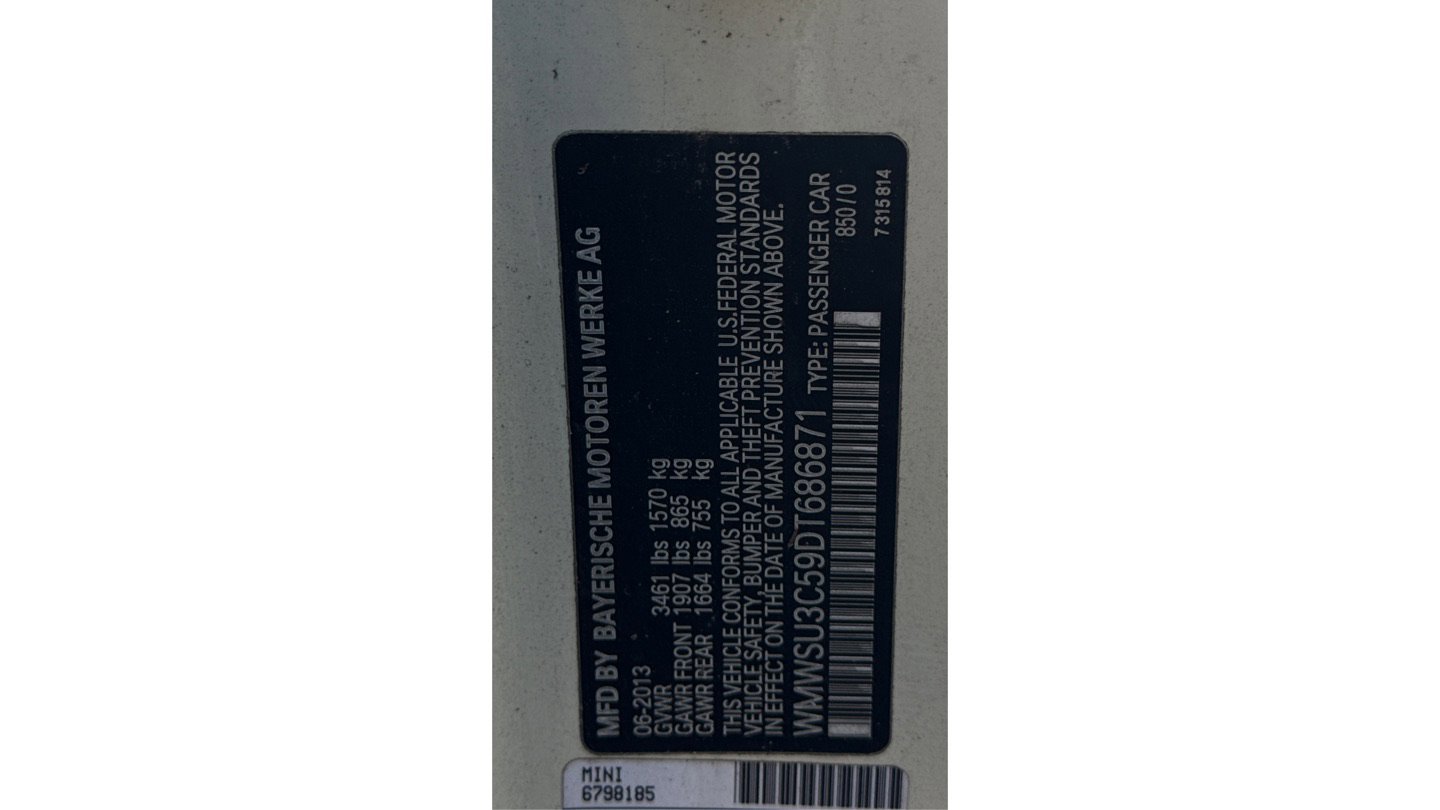 MFD BY BAYERISCHE MOTOREN WERKE AG
06-2013
GVWR 3461 lbs 1570 kg
GAWR FRONT 1907 lbs 865 kg
GAWR REAR 1664 lbs 755 kg
THIS VEHICLE CONFORMS TO ALL APPLICABLE U.S.FEDERAL MOTOR
VEHICLE SAFETY, BUMPER AND THEFT PREVENTION STANDARDS
IN EFFECT ON THE DATE OF MANUFACTURE SHOWN ABOVE.
WMWSU3C59DT686871 TYPE: PASSENGER CAR
850/0
7 315 814
MINI
6798185